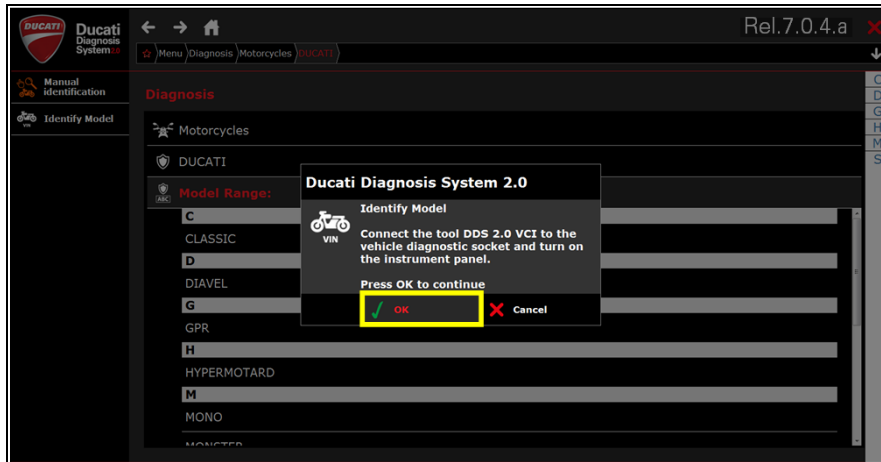 DUCATI
Ducati
Diagnosis
System 2.0
Rel.7.0.4.a
Menu Diagnosis Motorcycles DUCATI
Manual
identification
VIN
Identify Model
Diagnosis
Motorcycles
DUCATI
ABC
Model Range:
C
CLASSIC
D
DIAVEL
G
GPR
H
HYPERMOTARD
M
MONO
MONSTER
Ducati Diagnosis System 2.0
VIN
Identify Model
Connect the tool DDS 2.0 VCI to the
vehicle diagnostic socket and turn on
the instrument panel.
Press OK to continue
OK
Cancel
C
D
G
H
M
S